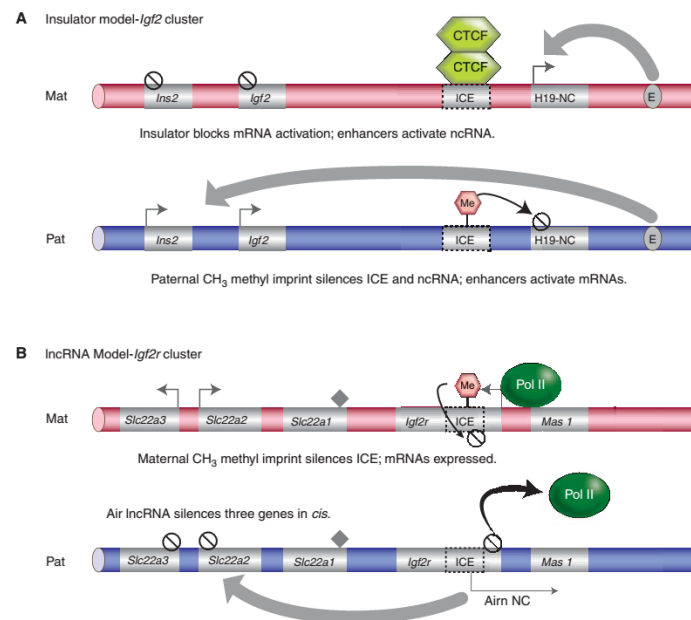 A Insulator model-Igf2 cluster
CTCF
CTCF
Mat Ins2 Igf2 ICE H19-NC E
Insulator blocks mRNA activation; enhancers activate ncRNA.
Me
Pat Ins2 Igf2 ICE H19-NC E
Paternal CH3 methyl imprint silences ICE and ncRNA; enhancers activate mRNAs.
B lncRNA Model-Igf2r cluster
Me Pol II
Mat Slc22a3 Slc22a2 Slc22a1 Igf2r ICE Mas 1
Maternal CH3 methyl imprint silences ICE; mRNAs expressed.
Pol II
Air lncRNA silences three genes in cis.
Pat Slc22a3 Slc22a2 Slc22a1 Igf2r ICE Mas 1
Airn NC